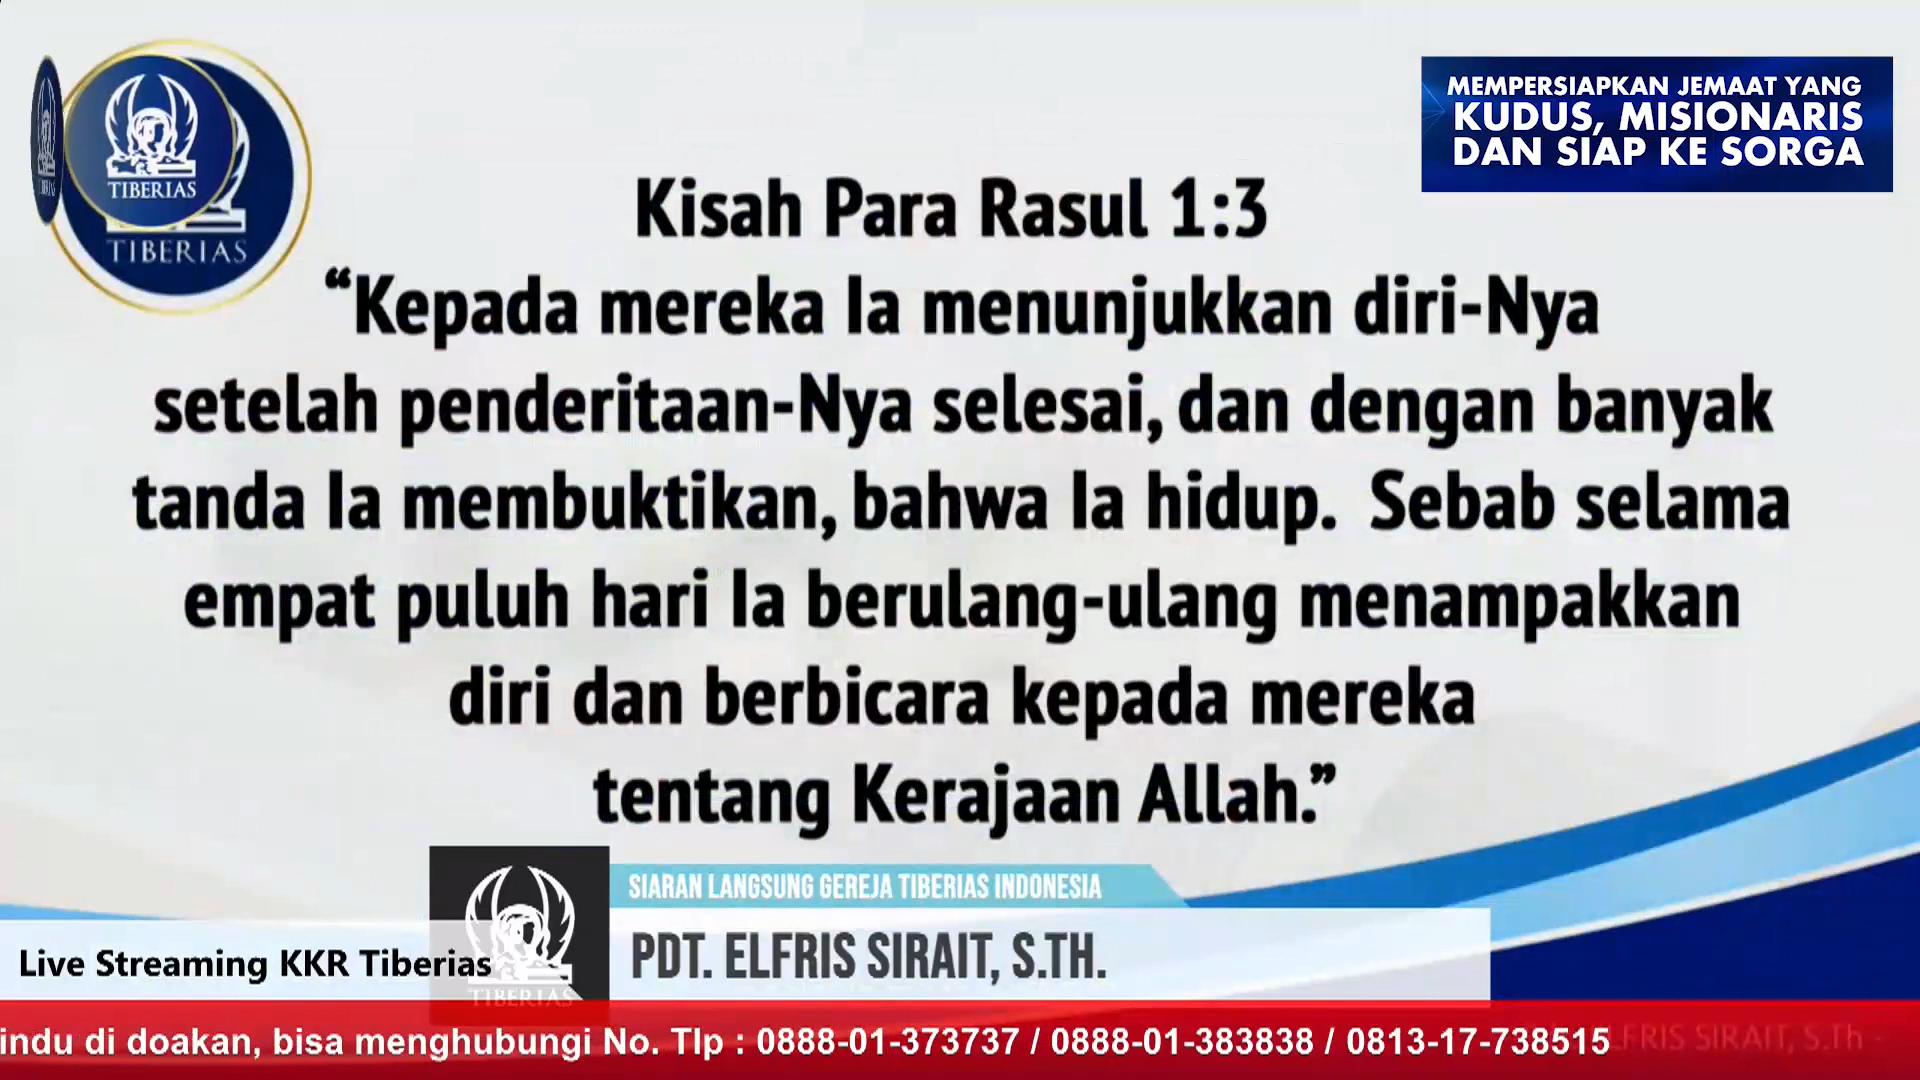 TIBERIAS
TIBERIAS
MEMPERSIAPKAN JEMAAT YANG
KUDUS, MISIONARIS
DAN SIAP KE SORGA
Kisah Para Rasul 1:3
“Kepada mereka Ia menunjukkan diri-Nya
setelah penderitaan-Nya selesai, dan dengan banyak
tanda Ia membuktikan, bahwa Ia hidup. Sebab selama
empat puluh hari Ia berulang-ulang menampakkan
diri dan berbicara kepada mereka
tentang Kerajaan Allah.”
SIARAN LANGSUNG GEREJA TIBERIAS INDONESIA
PDT. ELFRIS SIRAIT, S.TH.
Live Streaming KKR Tiberias
TIBERIAS
indu di doakan, bisa menghubungi No. Tlp : 0888-01-373737 / 0888-01-383838 / 0813-17-738515
LFRIS SIRAIT, S.Th -